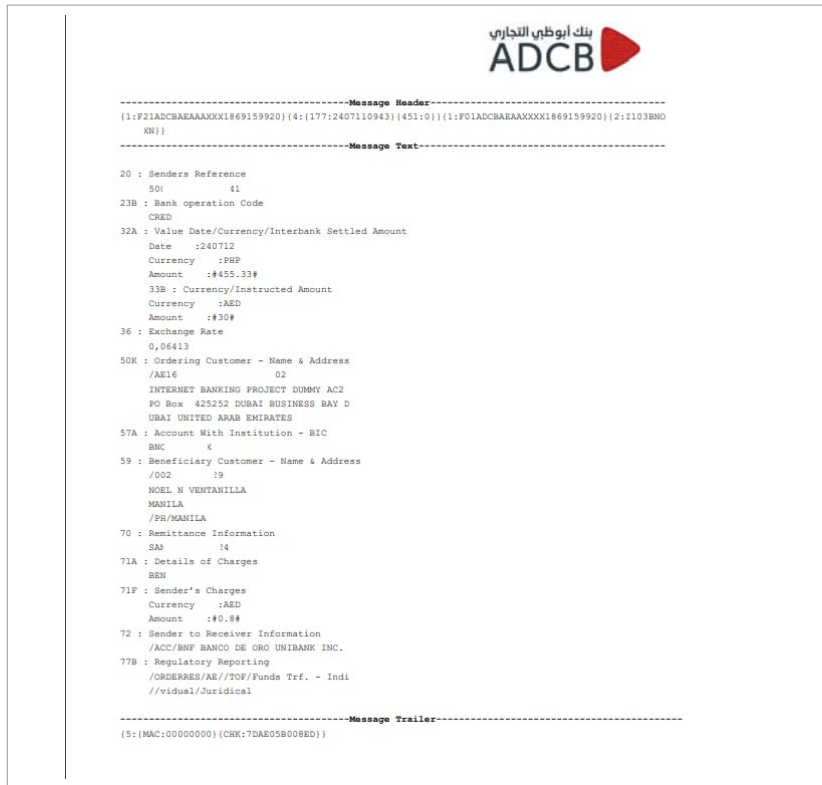 بنك أبوظبي التجاري
ADCB
----------------------------------------Message Header-----------------------------------------
{1:F21ADCBAEAAAXXX1869159920}{4:{177:2407110943}{451:0}}{1:F01ADCBAEAAXXXX1869159920}{2:I103BNO
KN}}
----------------------------------------Message Text-------------------------------------------
20 : Senders Reference
50 41
23B : Bank operation Code
CRED
32A : Value Date/Currency/Interbank Settled Amount
Date :240712
Currency :PHP
Amount :#455.33#
33B : Currency/Instructed Amount
Currency :AED
Amount :#30#
36 : Exchange Rate
0,06413
50K : Ordering Customer - Name & Address
/AE16 02
INTERNET BANKING PROJECT DUMMY AC2
PO Box 425252 DUBAI BUSINESS BAY D
UBAI UNITED ARAB EMIRATES
57A : Account With Institution - BIC
BNC K
59 : Beneficiary Customer - Name & Address
/002 29
NOEL N VENTANILLA
MANILA
/PH/MANILA
70 : Remittance Information
24
71A : Details of Charges
BEN
71F : Sender's Charges
Currency :AED
Amount :#0.8#
72 : Sender to Receiver Information
/ACC/BNF BANCO DE ORO UNIBANK INC.
77B : Regulatory Reporting
/ORDERRES/AE//TOF/Funds Trf. - Indi
//vidual/Juridical
----------------------------------------Message Trailer-------------------------------------------
{5:{MAC:00000000}{CHK:7DAE05B008ED}}